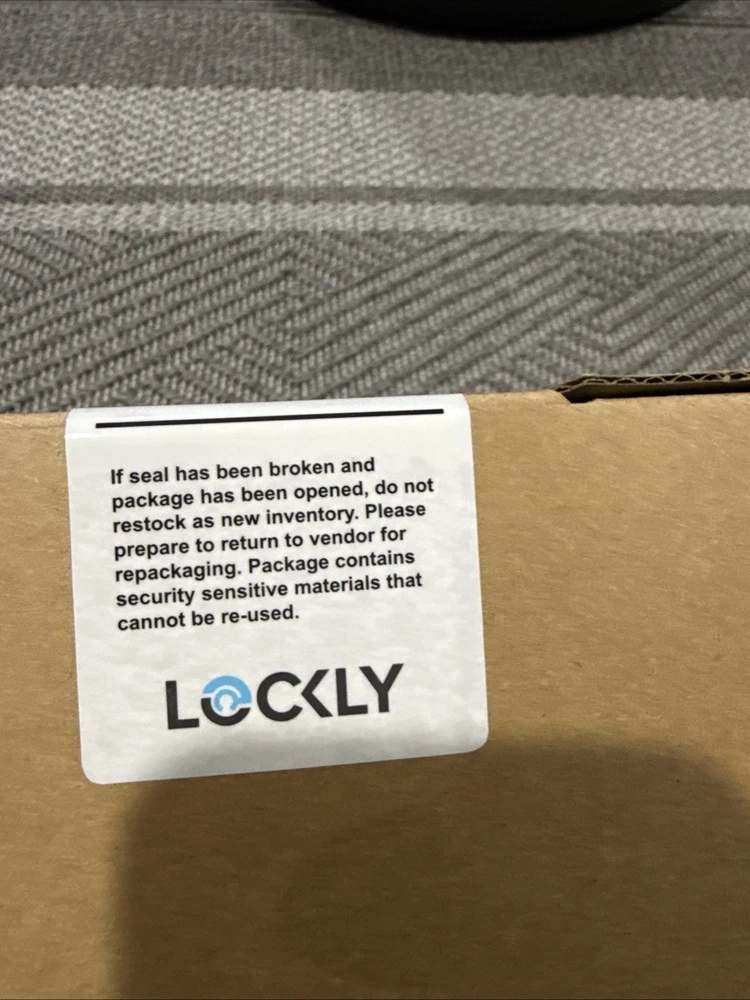 If seal has been broken and
package has been opened, do not
restock as new inventory. Please
prepare to return to vendor for
repackaging. Package contains
security sensitive materials that
cannot be re-used.
LOCKLY